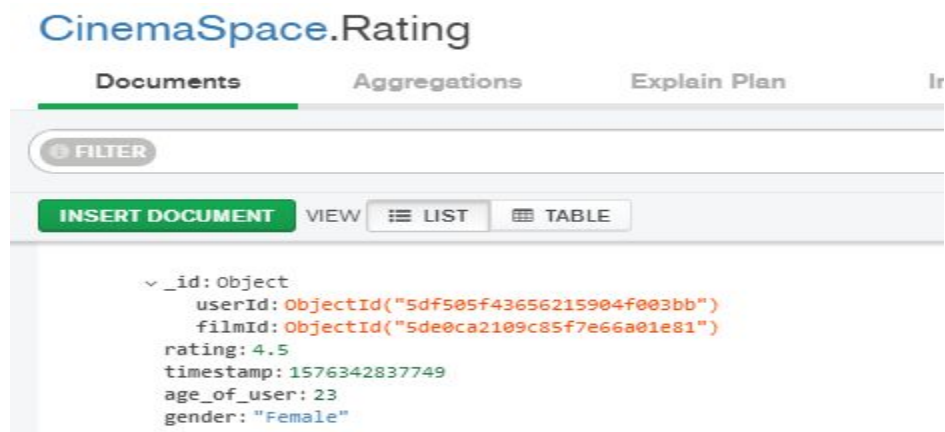 CinemaSpace.Rating
Documents Aggregations Explain Plan In
FILTER
INSERT DOCUMENT VIEW LIST TABLE
_id: Object
userId: ObjectId("5df505f43656215904f003bb")
filmId: ObjectId("5de0ca2109c85f7e66a01e81")
rating: 4.5
timestamp: 1576342837749
age_of_user: 23
gender: "Female"